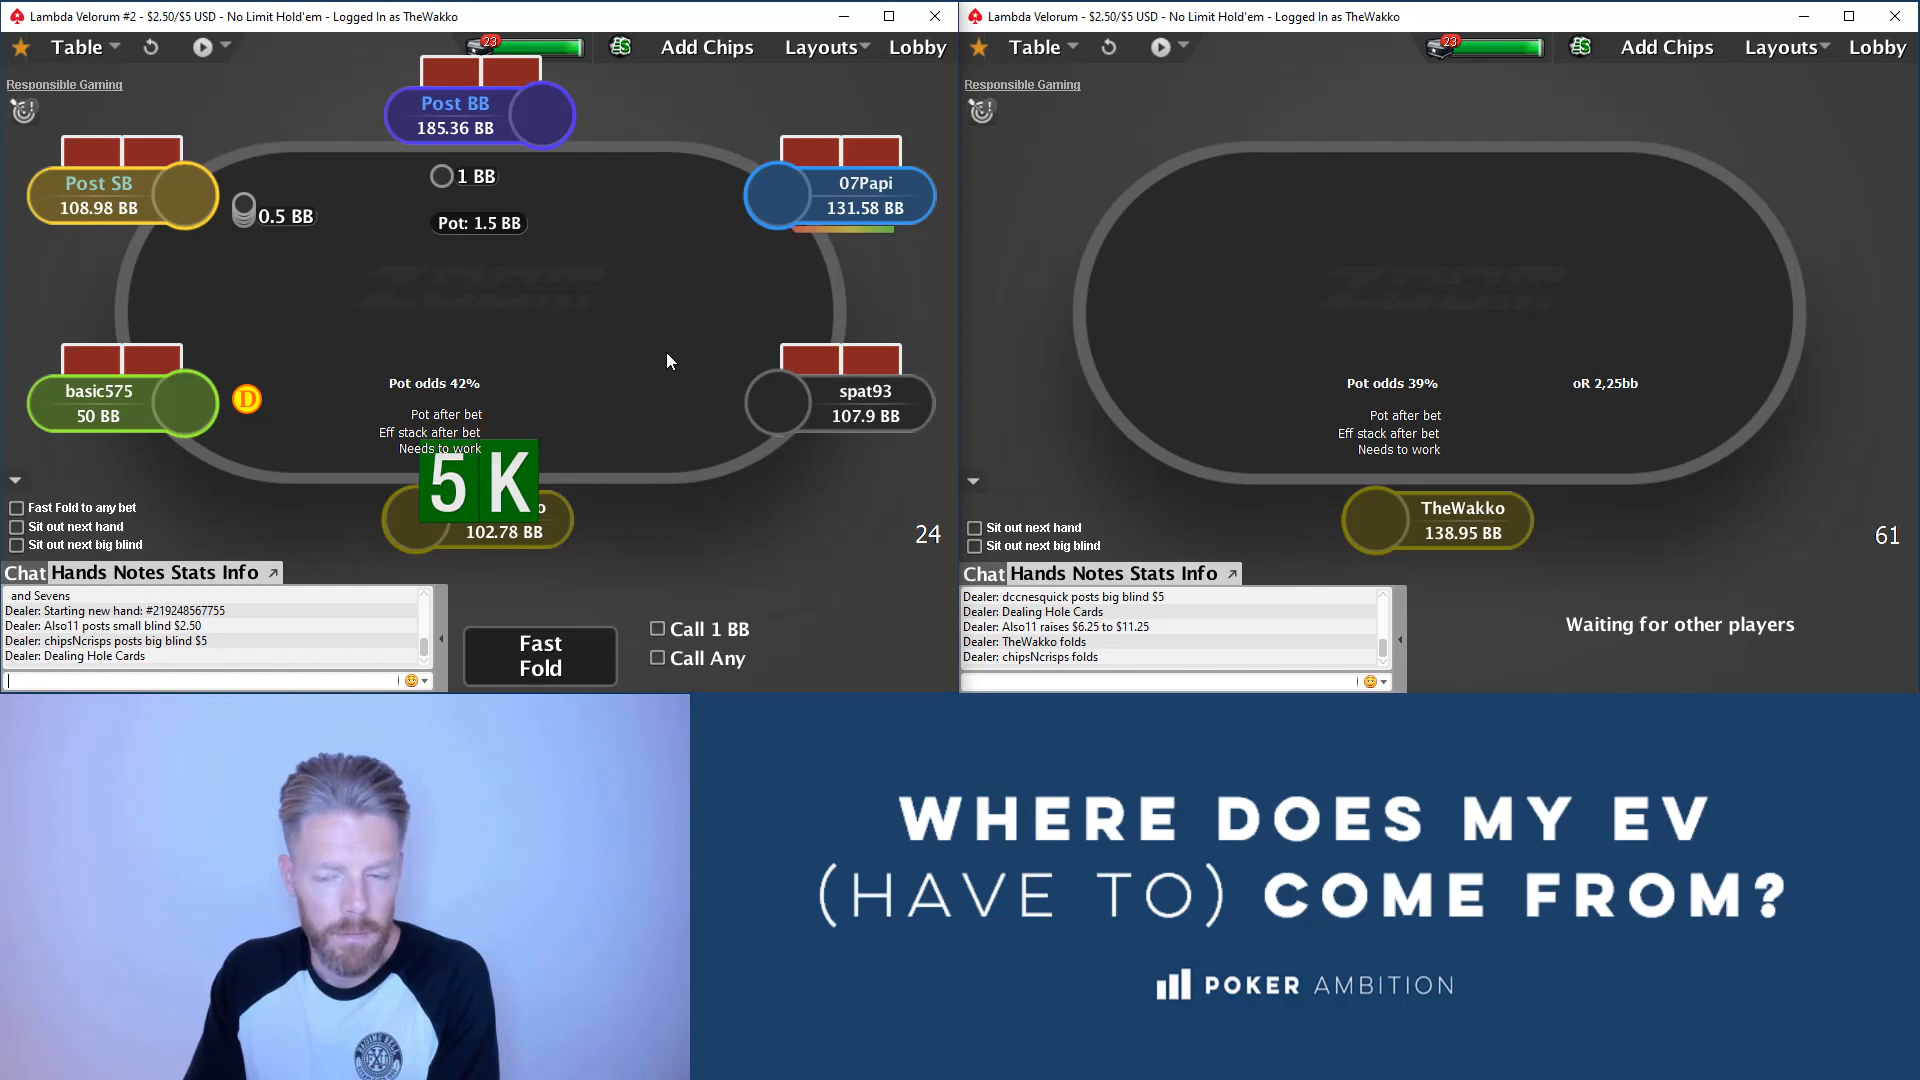 Lambda Velorum #2 - $2.50/$5 USD - No Limit Hold'em - Logged In as TheWakko
Table
23
Add Chips
Layouts
Lobby
Responsible Gaming
Post BB
185.36 BB
Post SB
108.98 BB
07Papi
131.58 BB
1 BB
0.5 BB
Pot: 1.5 BB
ZOOM
basic575
50 BB
D
spat93
107.9 BB
Pot odds 42%
Pot after bet
Eff stack after bet
Needs to work
5 K
o
102.78 BB
Fast Fold to any bet
Sit out next hand
Sit out next big blind
24
Chat Hands Notes Stats Info
and Sevens
Dealer: Starting new hand: #219248567755
Dealer: Also11 posts small blind $2.50
Dealer: chipsNcrisps posts big blind $5
Dealer: Dealing Hole Cards
Fast
Fold
Call 1 BB
Call Any
Lambda Velorum - $2.50/$5 USD - No Limit Hold'em - Logged In as TheWakko
Table
23
Add Chips
Layouts
Lobby
Responsible Gaming
ZOOM
Pot odds 39%
oR 2,25bb
Pot after bet
Eff stack after bet
Needs to work
TheWakko
138.95 BB
Sit out next hand
Sit out next big blind
61
Chat Hands Notes Stats Info
Dealer: dccnesquick posts big blind $5
Dealer: Dealing Hole Cards
Dealer: Also11 raises $6.25 to $11.25
Dealer: TheWakko folds
Dealer: chipsNcrisps folds
Waiting for other players
WHERE DOES MY EV
(HAVE TO) COME FROM?
POKER AMBITION